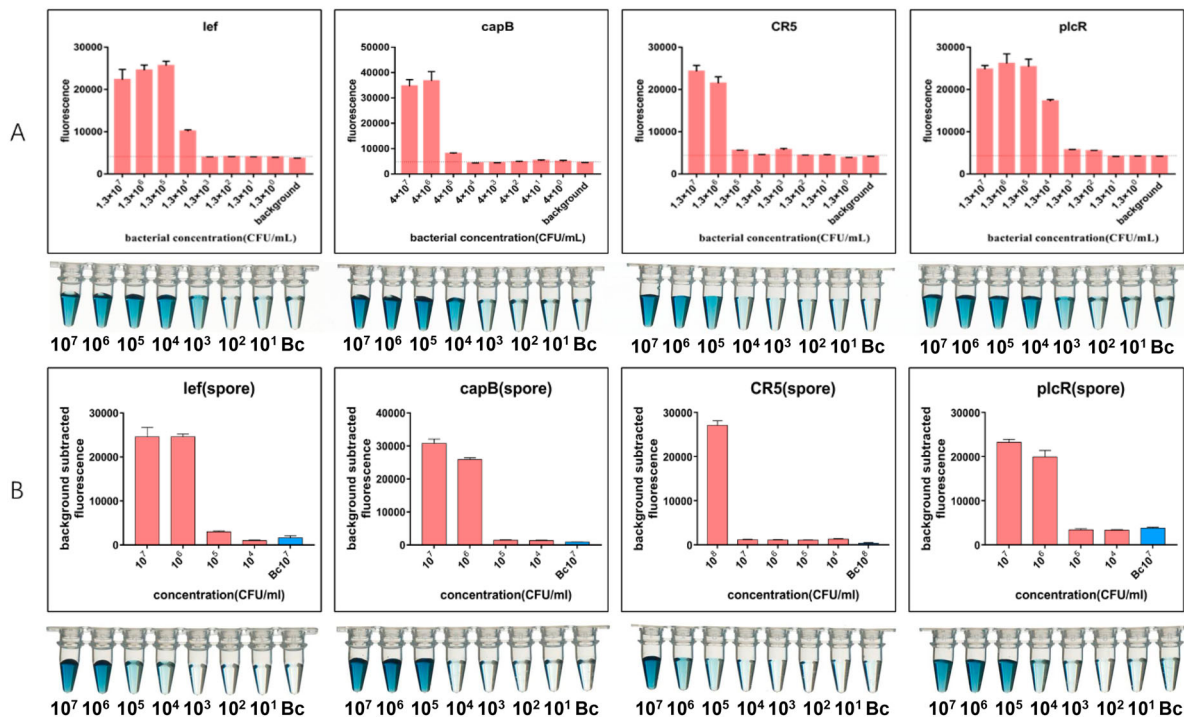 A
lef
fluorescence
30000
20000
10000
0
1.3×10⁷
1.3×10⁶
1.3×10⁵
1.3×10⁴
1.3×10³
1.3×10²
1.3×10¹
1.3×10⁰
background
bacterial concentration(CFU/mL)
capB
fluorescence
50000
40000
30000
20000
10000
0
4×10⁷
4×10⁶
4×10⁵
4×10⁴
4×10³
4×10²
4×10¹
4×10⁰
background
bacterial concentration(CFU/mL)
CR5
fluorescence
30000
20000
10000
0
1.3×10⁷
1.3×10⁶
1.3×10⁵
1.3×10⁴
1.3×10³
1.3×10²
1.3×10¹
1.3×10⁰
background
bacterial concentration(CFU/mL)
plcR
fluorescence
30000
20000
10000
0
1.3×10⁷
1.3×10⁶
1.3×10⁵
1.3×10⁴
1.3×10³
1.3×10²
1.3×10¹
1.3×10⁰
background
bacterial concentration(CFU/mL)
10⁷ 10⁶ 10⁵ 10⁴ 10³ 10² 10¹ Bc
10⁷ 10⁶ 10⁵ 10⁴ 10³ 10² 10¹ Bc
10⁷ 10⁶ 10⁵ 10⁴ 10³ 10² 10¹ Bc
10⁷ 10⁶ 10⁵ 10⁴ 10³ 10² 10¹ Bc
B
lef(spore)
background subtracted
fluorescence
30000
20000
10000
0
10⁷
10⁶
10⁵
10⁴
Bc10⁷
concentration(CFU/ml)
capB(spore)
background subtracted
fluorescence
40000
30000
20000
10000
0
10⁷
10⁶
10⁵
10⁴
Bc10⁷
concentration(CFU/ml)
CR5(spore)
background subtracted
fluorescence
30000
20000
10000
0
10⁸
10⁷
10⁶
10⁵
10⁴
Bc10⁸
concentration(CFU/ml)
plcR(spore)
background subtracted
fluorescence
30000
20000
10000
0
10⁷
10⁶
10⁵
10⁴
Bc10⁷
concentration(CFU/ml)
10⁷ 10⁶ 10⁵ 10⁴ 10³ 10² 10¹ Bc
10⁷ 10⁶ 10⁵ 10⁴ 10³ 10² 10¹ Bc
10⁷ 10⁶ 10⁵ 10⁴ 10³ 10² 10¹ Bc
10⁷ 10⁶ 10⁵ 10⁴ 10³ 10² 10¹ Bc